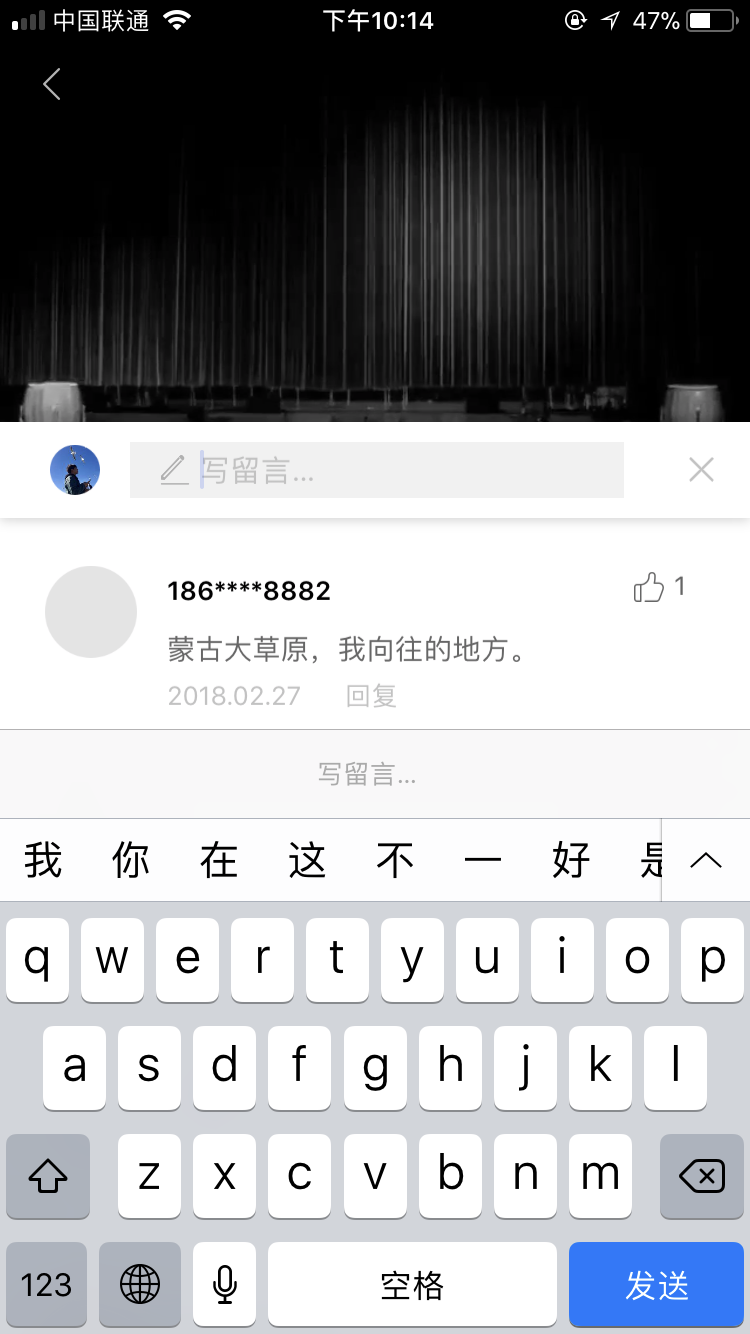 中国联通 下午10:14 47%
写留言...
186****8882 1
蒙古大草原，我向往的地方。
2018.02.27 回复
写留言...
我 你 在 这 不 一 好 是
q w e r t y u i o p
a s d f g h j k l
z x c v b n m
123 空格 发送